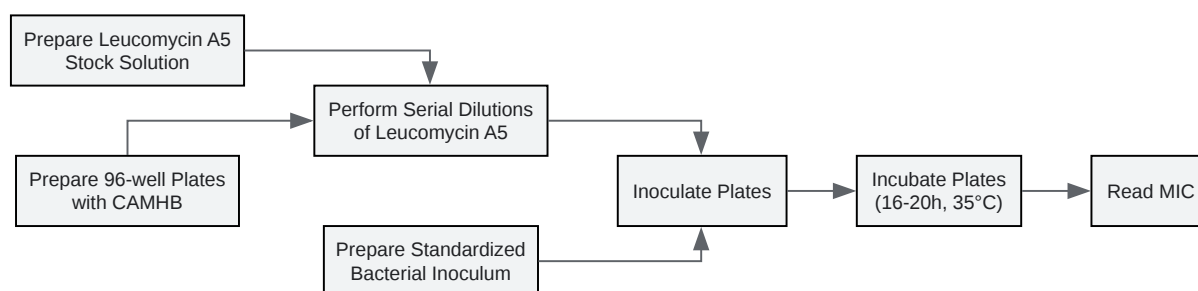 Prepare Leucomycin A5
Stock Solution
Perform Serial Dilutions
of Leucomycin A5
Prepare 96-well Plates
with CAMHB
Inoculate Plates
Incubate Plates
(16-20h, 35°C)
Read MIC
Prepare Standardized
Bacterial Inoculum